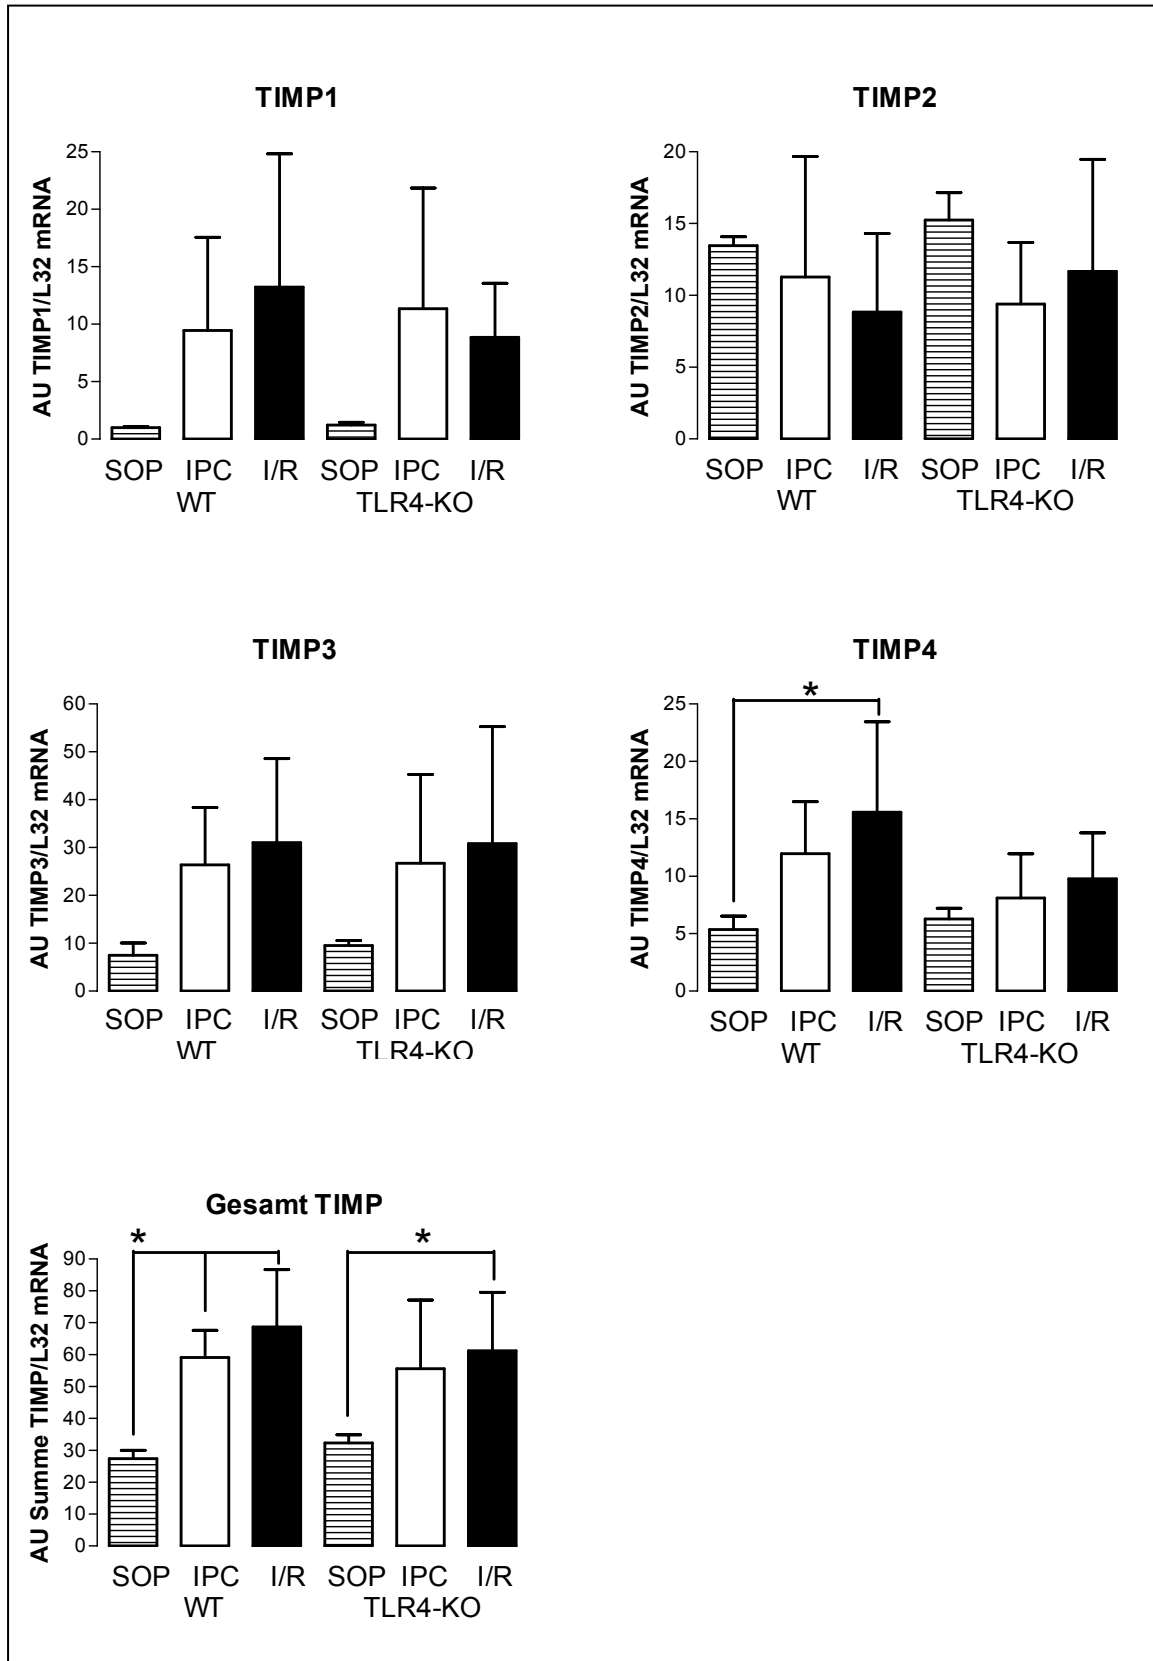 TIMP1
AU TIMP1/L32 mRNA
25
20
15
10
5
0
SOP IPC I/R SOP IPC I/R
WT TLR4-KO
TIMP2
AU TIMP2/L32 mRNA
20
15
10
5
0
SOP IPC I/R SOP IPC I/R
WT TLR4-KO
TIMP3
AU TIMP3/L32 mRNA
60
50
40
30
20
10
0
SOP IPC I/R SOP IPC I/R
WT TLR4-KO
TIMP4
*
AU TIMP4/L32 mRNA
25
20
15
10
5
0
SOP IPC I/R SOP IPC I/R
WT TLR4-KO
Gesamt TIMP
* *
AU Summe TIMP/L32 mRNA
90
80
70
60
50
40
30
20
10
0
SOP IPC I/R SOP IPC I/R
WT TLR4-KO